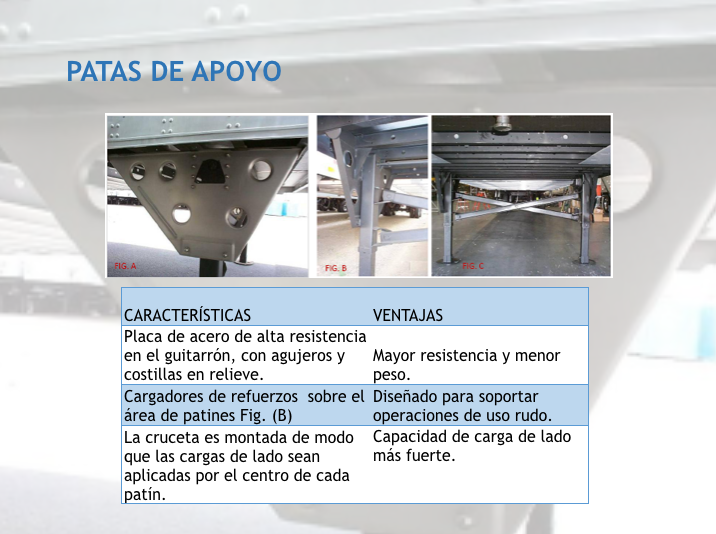 PATAS DE APOYO
FIG. A
FIG. B
FIG. C
CARACTERÍSTICAS
VENTAJAS
Placa de acero de alta resistencia
en el guitarrón, con agujeros y
costillas en relieve.
Mayor resistencia y menor
peso.
Cargadores de refuerzos  sobre el
área de patines Fig. (B)
Diseñado para soportar
operaciones de uso rudo.
La cruceta es montada de modo
que las cargas de lado sean
aplicadas por el centro de cada
patín.
Capacidad de carga de lado
más fuerte.